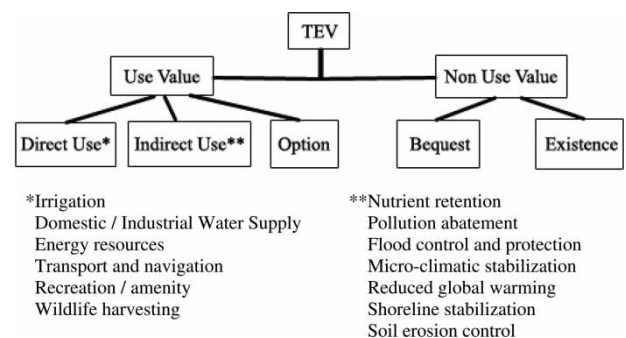 TEV
Use Value
Non Use Value
Direct Use*
Indirect Use**
Option
Bequest
Existence
*Irrigation
Domestic / Industrial Water Supply
Energy resources
Transport and navigation
Recreation / amenity
Wildlife harvesting
**Nutrient retention
Pollution abatement
Flood control and protection
Micro-climatic stabilization
Reduced global warming
Shoreline stabilization
Soil erosion control